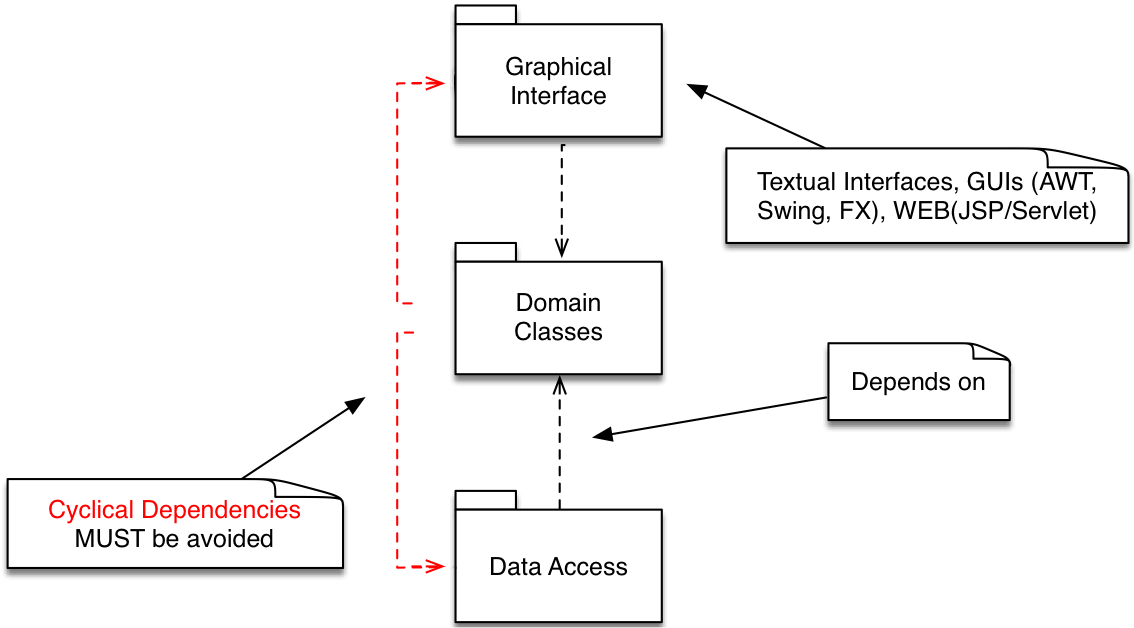 Graphical
Interface
Textual Interfaces, GUIs (AWT,
Swing, FX), WEB(JSP/Servlet)
Domain
Classes
Depends on
Cyclical Dependencies
MUST be avoided
Data Access